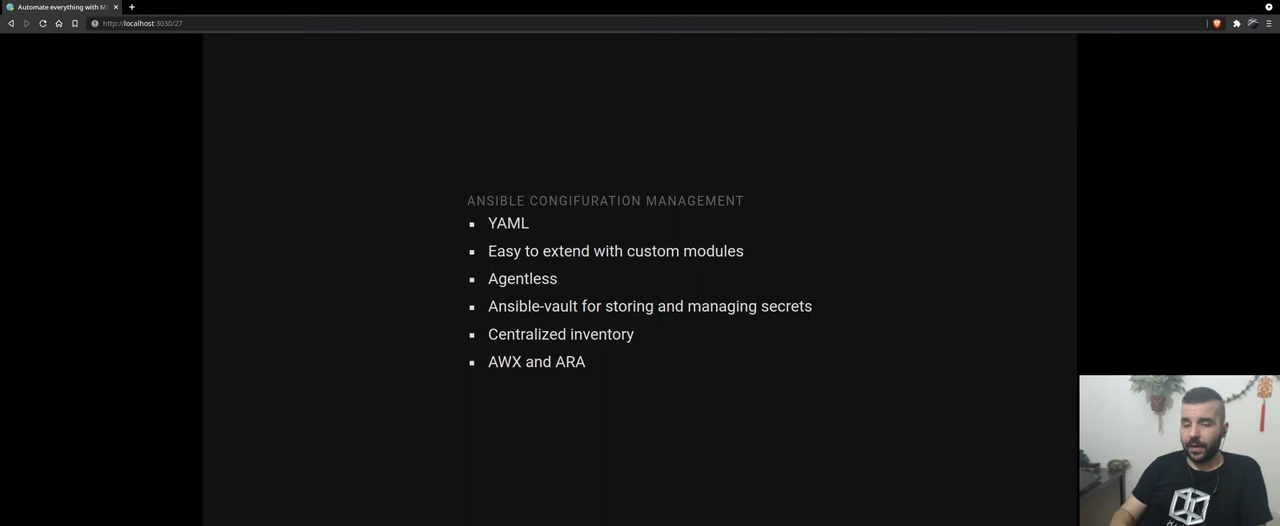 Automate everything with M
http://localhost:3030/27
ANSIBLE CONGIFURATION MANAGEMENT
YAML
Easy to extend with custom modules
Agentless
Ansible-vault for storing and managing secrets
Centralized inventory
AWX and ARA